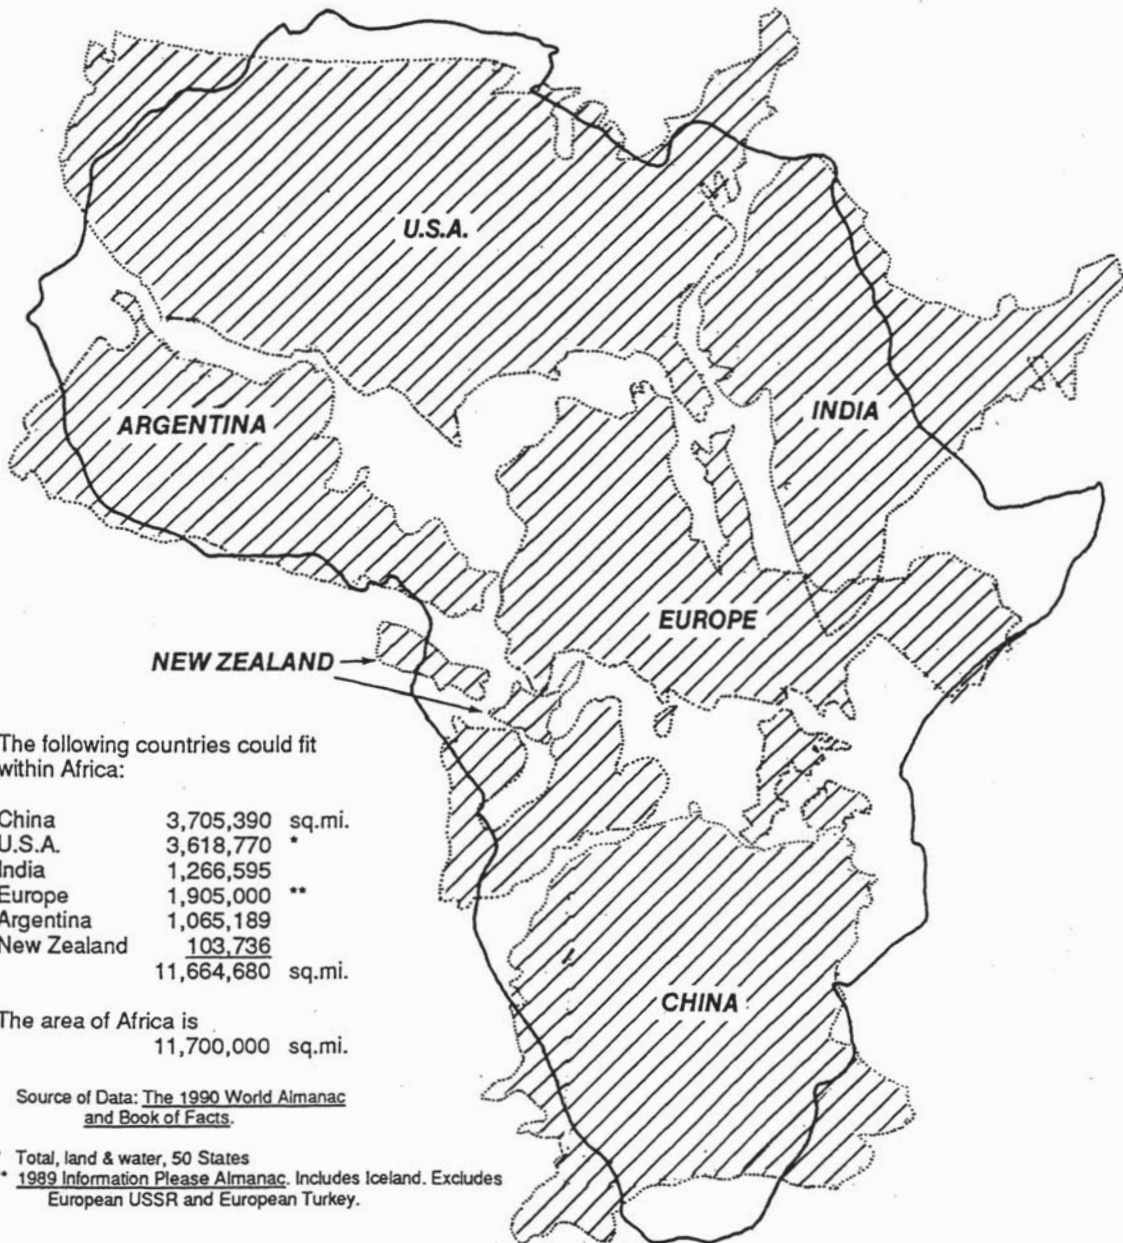 U.S.A.
ARGENTINA
INDIA
EUROPE
NEW ZEALAND
CHINA
The following countries could fit
within Africa:
China 3,705,390 sq.mi.
U.S.A. 3,618,770 *
India 1,266,595
Europe 1,905,000 **
Argentina 1,065,189
New Zealand 103,736
11,664,680 sq.mi.
The area of Africa is
11,700,000 sq.mi.
Source of Data: The 1990 World Almanac
and Book of Facts.
* Total, land & water, 50 States
** 1989 Information Please Almanac. Includes Iceland. Excludes
European USSR and European Turkey.